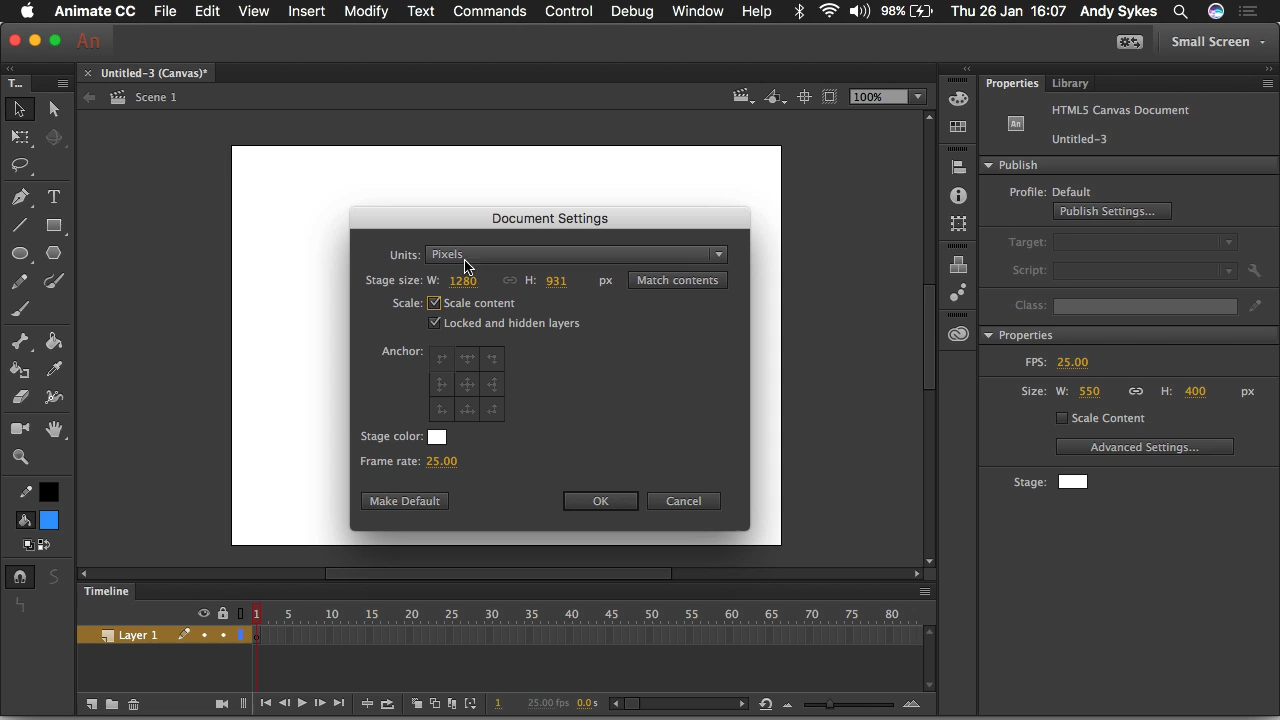 Animate CC File Edit View Insert Modify Text Commands Control Debug Window Help 98% Thu 26 Jan 16:07 Andy Sykes
An Small Screen
T... Untitled-3 (Canvas)* Properties Library
Scene 1 100%
An HTML5 Canvas Document
Untitled-3
Publish
Profile: Default
Publish Settings...
Target:
Script:
Class:
Properties
FPS: 25.00
Size: W: 550 H: 400 px
Scale Content
Advanced Settings...
Stage:
Document Settings
Units: Pixels
Stage size: W: 1280 H: 931 px Match contents
Scale: Scale content
Locked and hidden layers
Anchor:
Stage color:
Frame rate: 25.00
Make Default OK Cancel
T
S
Timeline
1 5 10 15 20 25 30 35 40 45 50 55 60 65 70 75 80
Layer 1
1 25.00 fps 0.0 s